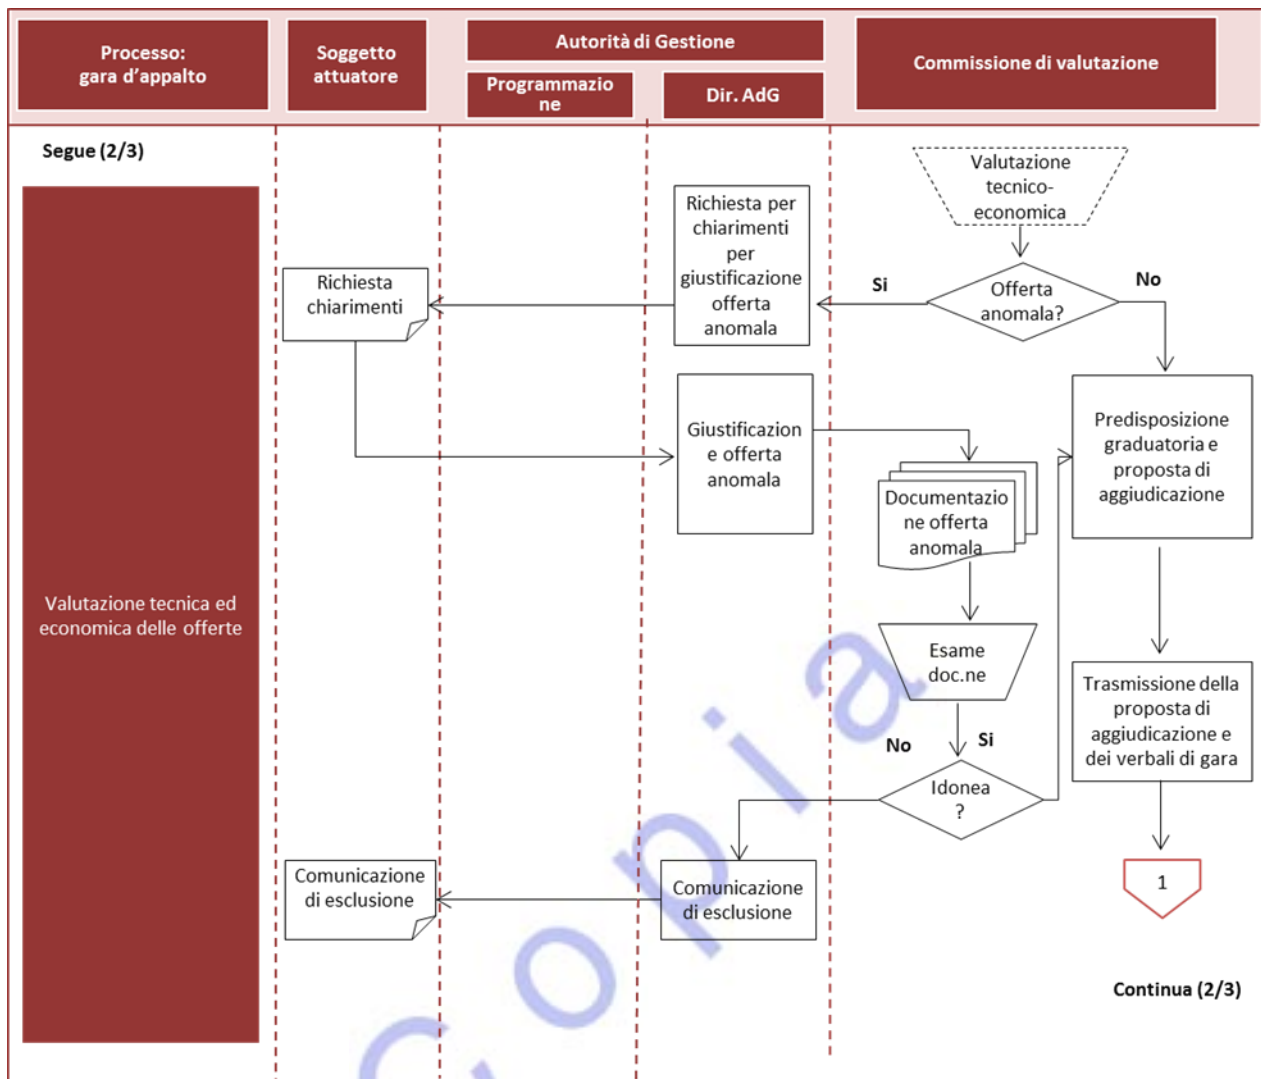 Processo:
gara d'appalto
Soggetto
attuatore
Autorità di Gestione
Programmazio
ne
Dir. AdG
Commissione di valutazione
Segue (2/3)
Valutazione
tecnico-
economica
Richiesta per
chiarimenti
per
giustificazione
offerta
anomala
Richiesta
chiarimenti
Si
Offerta
anomala?
No
Giustificazion
e offerta
anomala
Predisposizione
graduatoria e
proposta di
aggiudicazione
Documentazio
ne offerta
anomala
Valutazione tecnica ed
economica delle offerte
Esame
doc.ne
Trasmissione della
proposta di
aggiudicazione e
dei verbali di gara
No
Si
Idonea
?
Comunicazione
di esclusione
Comunicazione
di esclusione
1
Continua (2/3)
Copia